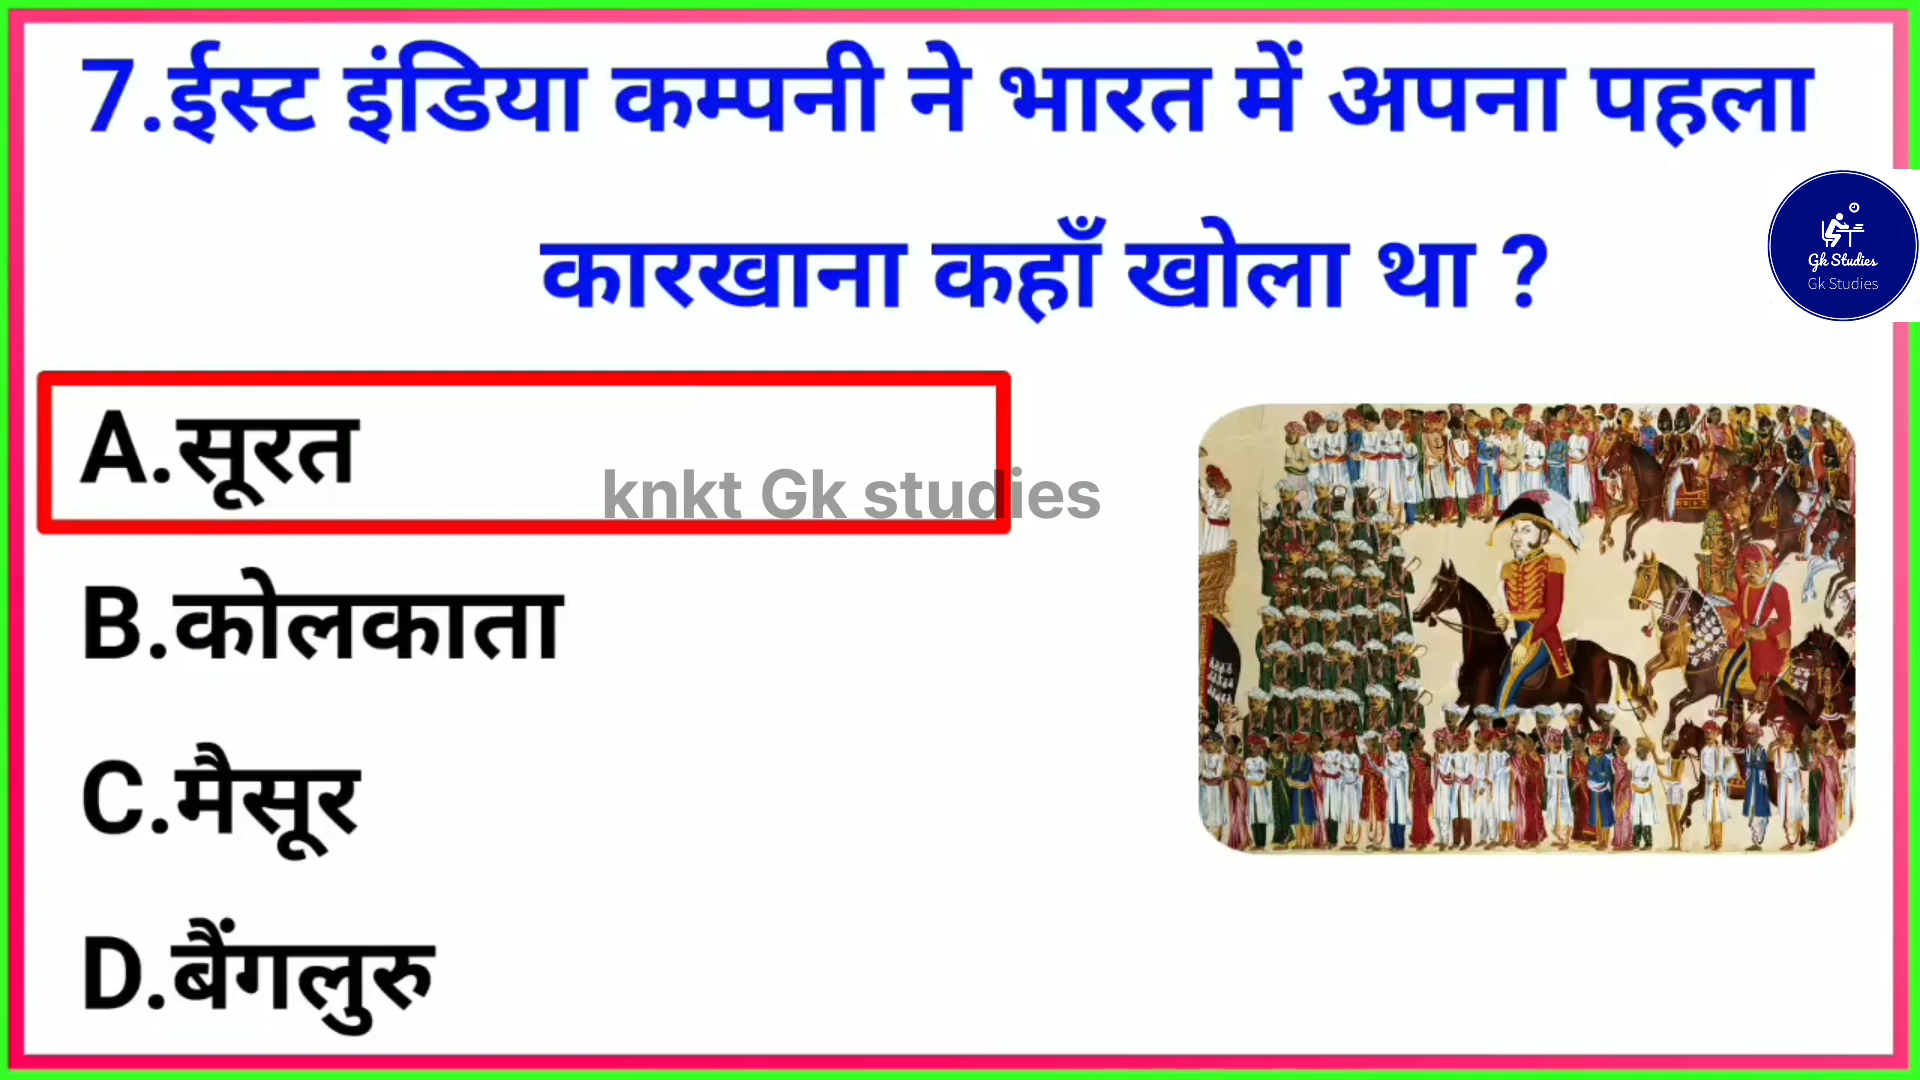 7.ईस्ट इंडिया कम्पनी ने भारत में अपना पहला
कारखाना कहाँ खोला था ?
Gk Studies
Gk Studies
A.सूरत
knkt Gk studies
B.कोलकाता
C.मैसूर
D.बैंगलुरु